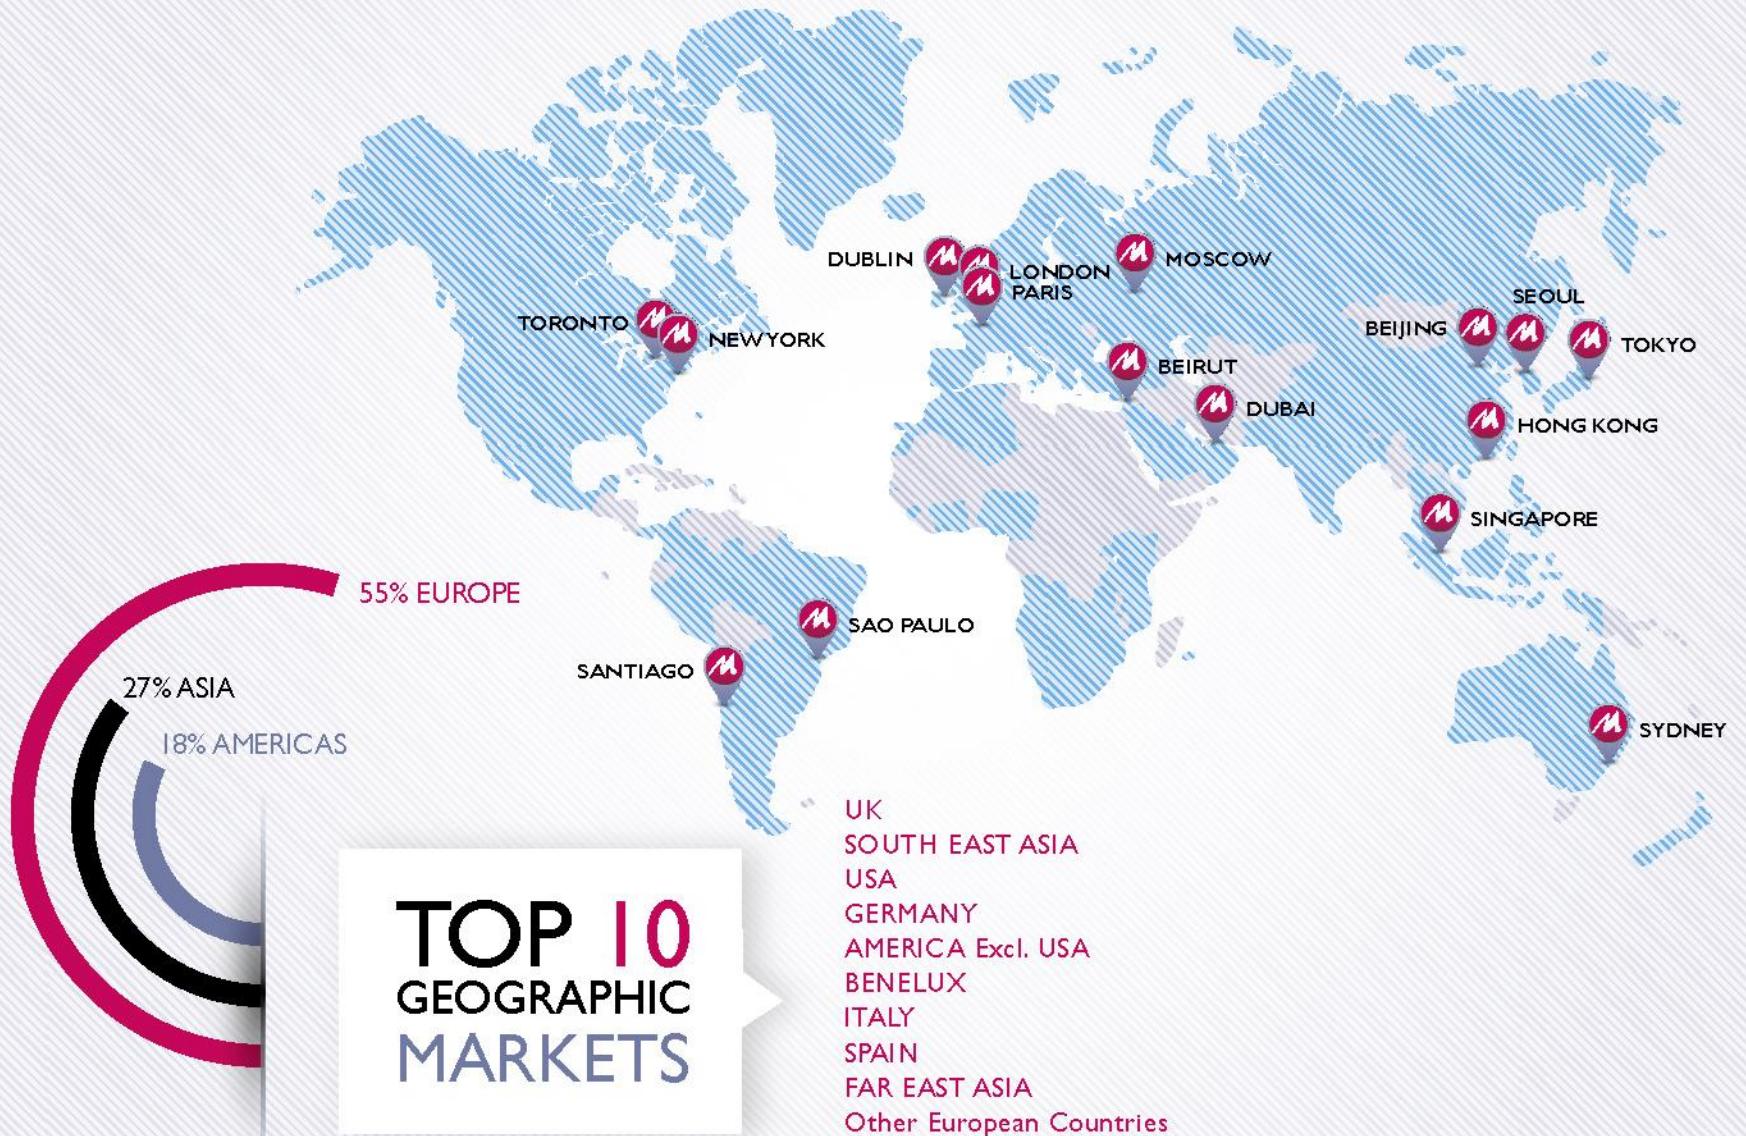 DUBLIN
LONDON
PARIS
MOSCOW
TORONTO
NEW YORK
SEOUL
BEIJING
TOKYO
BEIRUT
DUBAI
HONG KONG
SINGAPORE
55% EUROPE
SAO PAULO
SANTIAGO
27% ASIA
18% AMERICAS
SYDNEY
TOP 10
GEOGRAPHIC
MARKETS
UK
SOUTH EAST ASIA
USA
GERMANY
AMERICA Excl. USA
BENELUX
ITALY
SPAIN
FAR EAST ASIA
Other European Countries